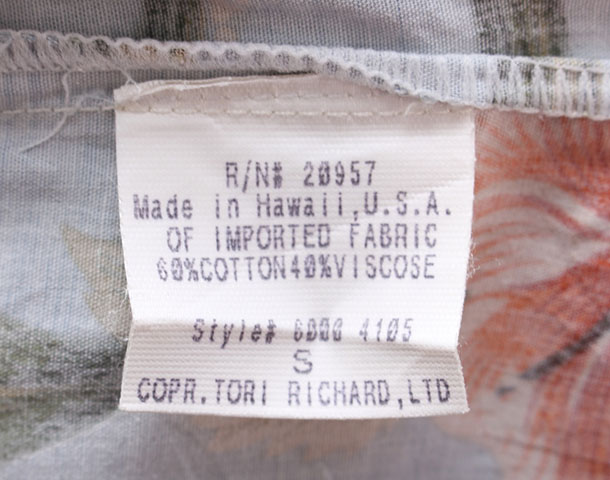 R/N# 20957
Made in Hawaii,U.S.A.
OF IMPORTED FABRIC
60%COTTON40%VISCOSE
Style# 6000 4105
S
COPR.TORI RICHARD,LTD